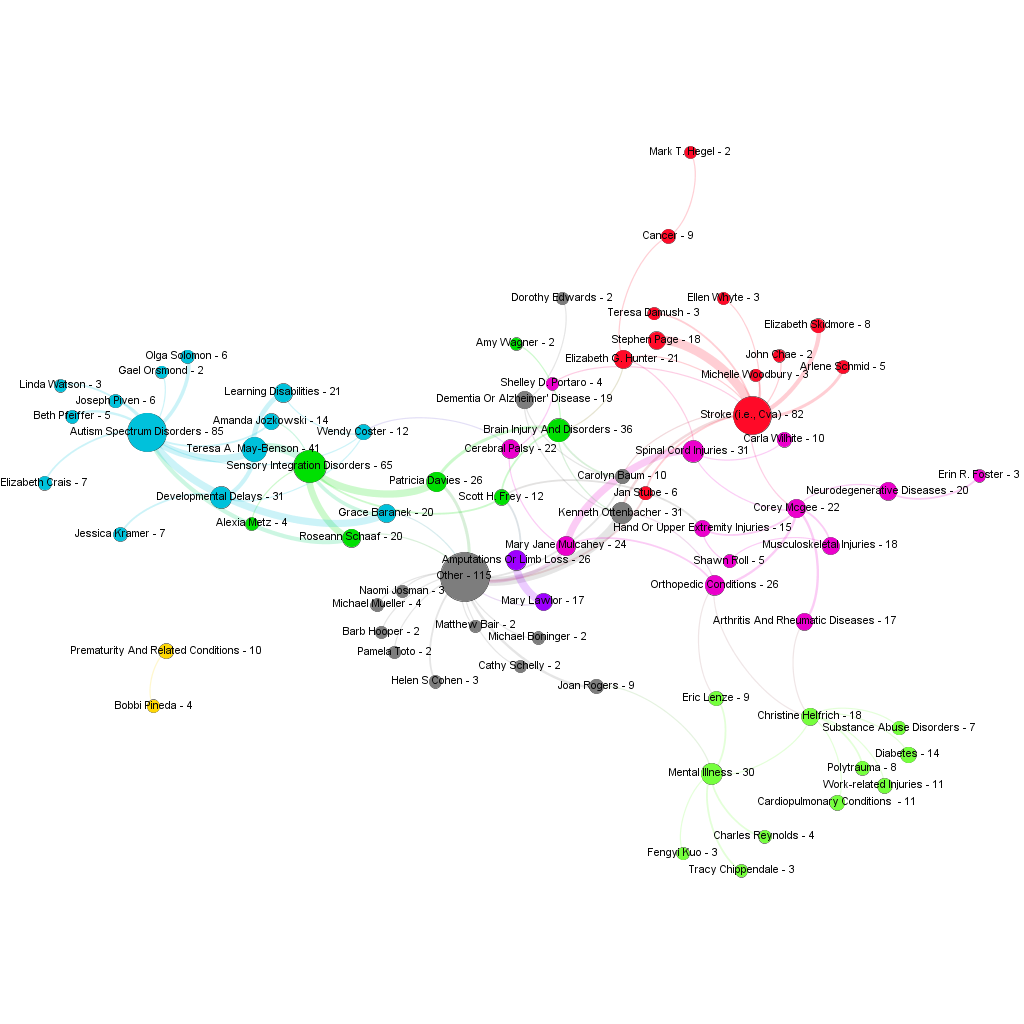 Mark T. Hegel - 2
Cancer - 9
Dorothy Edwards - 2
Ellen Whyte - 3
Teresa Damush - 3
Elizabeth Skidmore - 8
Stephen Page - 18
Amy Wagner - 2
Elizabeth G. Hunter - 21
John Chae - 2
Arlene Schmid - 5
Michelle Woodbury - 3
Olga Solomon - 6
Gael Orsmond - 2
Linda Watson - 3
Joseph Piven - 6
Beth Pfeiffer - 5
Learning Disabilities - 21
Shelley D. Portaro - 4
Dementia Or Alzheimer' Disease - 19
Stroke (i.e., Cva) - 82
Amanda Jozkowski - 14
Autism Spectrum Disorders - 85
Wendy Coster - 12
Brain Injury And Disorders - 36
Carla Wilhite - 10
Teresa A. May-Benson - 41
Cerebral Palsy - 22
Spinal Cord Injuries - 31
Sensory Integration Disorders - 65
Elizabeth Crais - 7
Patricia Davies - 26
Carolyn Baum - 10
Erin R. Foster - 3
Developmental Delays - 31
Scott H. Frey - 12
Jan Stube - 6
Neurodegenerative Diseases - 20
Corey Mcgee - 22
Grace Baranek - 20
Kenneth Ottenbacher - 31
Alexia Metz - 4
Hand Or Upper Extremity Injuries - 15
Jessica Kramer - 7
Roseann Schaaf - 20
Mary Jane Mulcahey - 24
Musculoskeletal Injuries - 18
Amputations Or Limb Loss - 26
Shawn Roll - 5
Other - 115
Orthopedic Conditions - 26
Naomi Josman - 3
Michael Mueller - 4
Mary Lawlor - 17
Arthritis And Rheumatic Diseases - 17
Matthew Bair - 2
Barb Hooper - 2
Michael Boninger - 2
Prematurity And Related Conditions - 10
Pamela Toto - 2
Cathy Schelly - 2
Helen S Cohen - 3
Joan Rogers - 9
Eric Lenze - 9
Bobbi Pineda - 4
Christine Helfrich - 18
Substance Abuse Disorders - 7
Diabetes - 14
Polytrauma - 8
Mental Illness - 30
Work-related Injuries - 11
Cardiopulmonary Conditions - 11
Charles Reynolds - 4
Fengyi Kuo - 3
Tracy Chippendale - 3